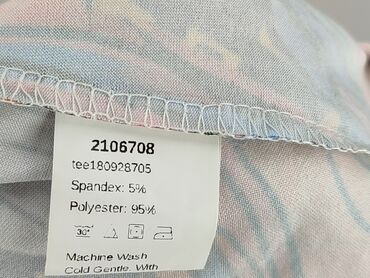 2106708
tee180928705
Spandex: 5%
Polyester: 95%
30°
Machine Wash
Cold Gentle. With